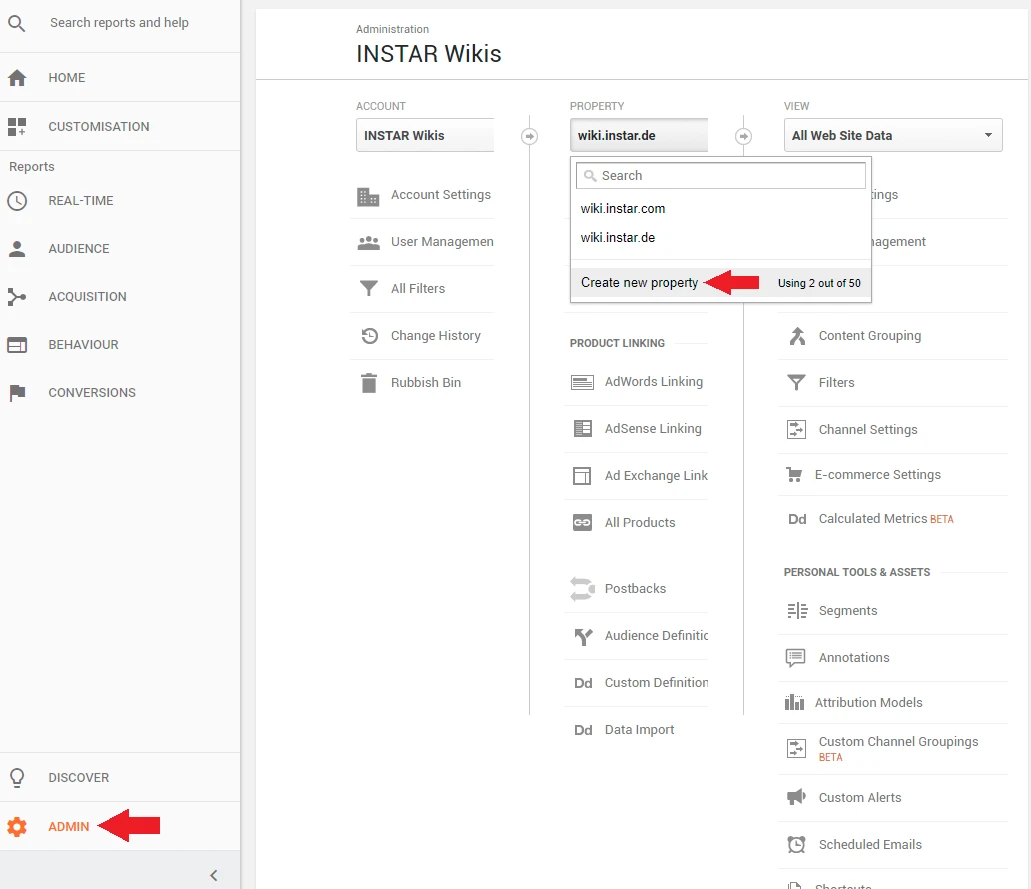 Search reports and help
HOME
CUSTOMISATION
Reports
REAL-TIME
AUDIENCE
ACQUISITION
BEHAVIOUR
CONVERSIONS
DISCOVER
ADMIN
Administration
INSTAR Wikis
ACCOUNT
INSTAR Wikis
Account Settings
User Managemen
All Filters
Change History
Rubbish Bin
PROPERTY
wiki.instar.de
Search
wiki.instar.com
wiki.instar.de
Create new property
Using 2 out of 50
PRODUCT LINKING
AdWords Linking
AdSense Linking
Ad Exchange Link
All Products
Postbacks
Audience Definitio
Dd Custom Definition
Dd Data Import
VIEW
All Web Site Data
tings
nagement
Content Grouping
Filters
Channel Settings
E-commerce Settings
Dd Calculated Metrics BETA
PERSONAL TOOLS & ASSETS
Segments
Annotations
Attribution Models
Custom Channel Groupings
BETA
Custom Alerts
Scheduled Emails
Shortcuts